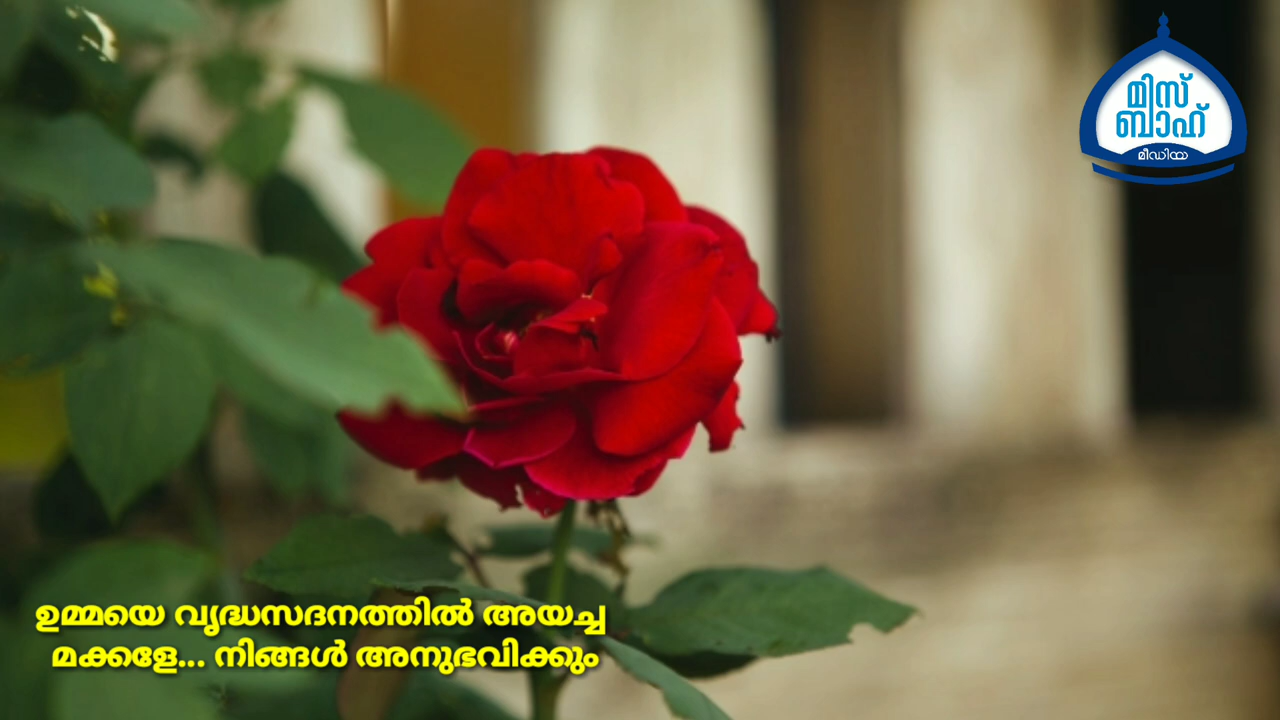 മിസ്
ബാഹ്
മീഡിയ
ഉമ്മയെ വൃദ്ധസദനത്തിൽ അയച്ച
മക്കളേ... നിങ്ങൾ അനുഭവിക്കും